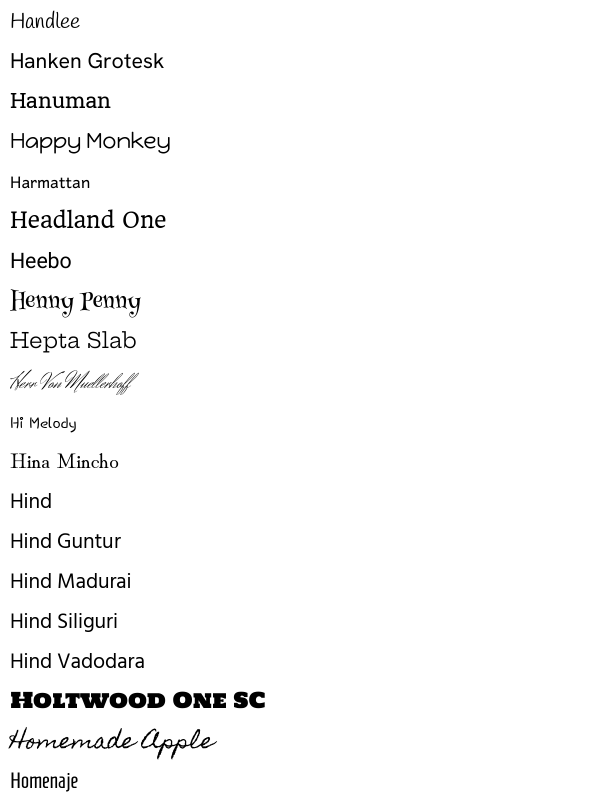 Handlee
Hanken Grotesk
Hanuman
Happy Monkey
Harmattan
Headland One
Heebo
Henny Penny
Hepta Slab
Herr Von Muellerhoff
Hi Melody
Hina Mincho
Hind
Hind Guntur
Hind Madurai
Hind Siliguri
Hind Vadodara
Holtwood One SC
Homemade Apple
Homenaje